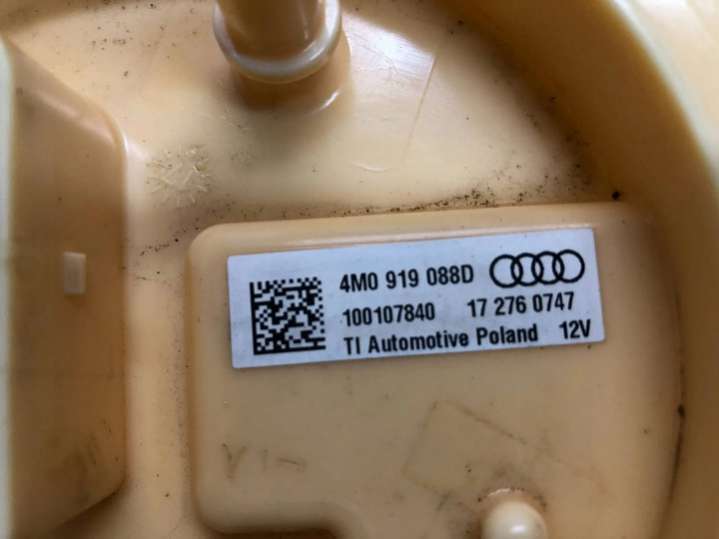 4M0 919 088D
100107840 17 276 0747
TI Automotive Poland 12V